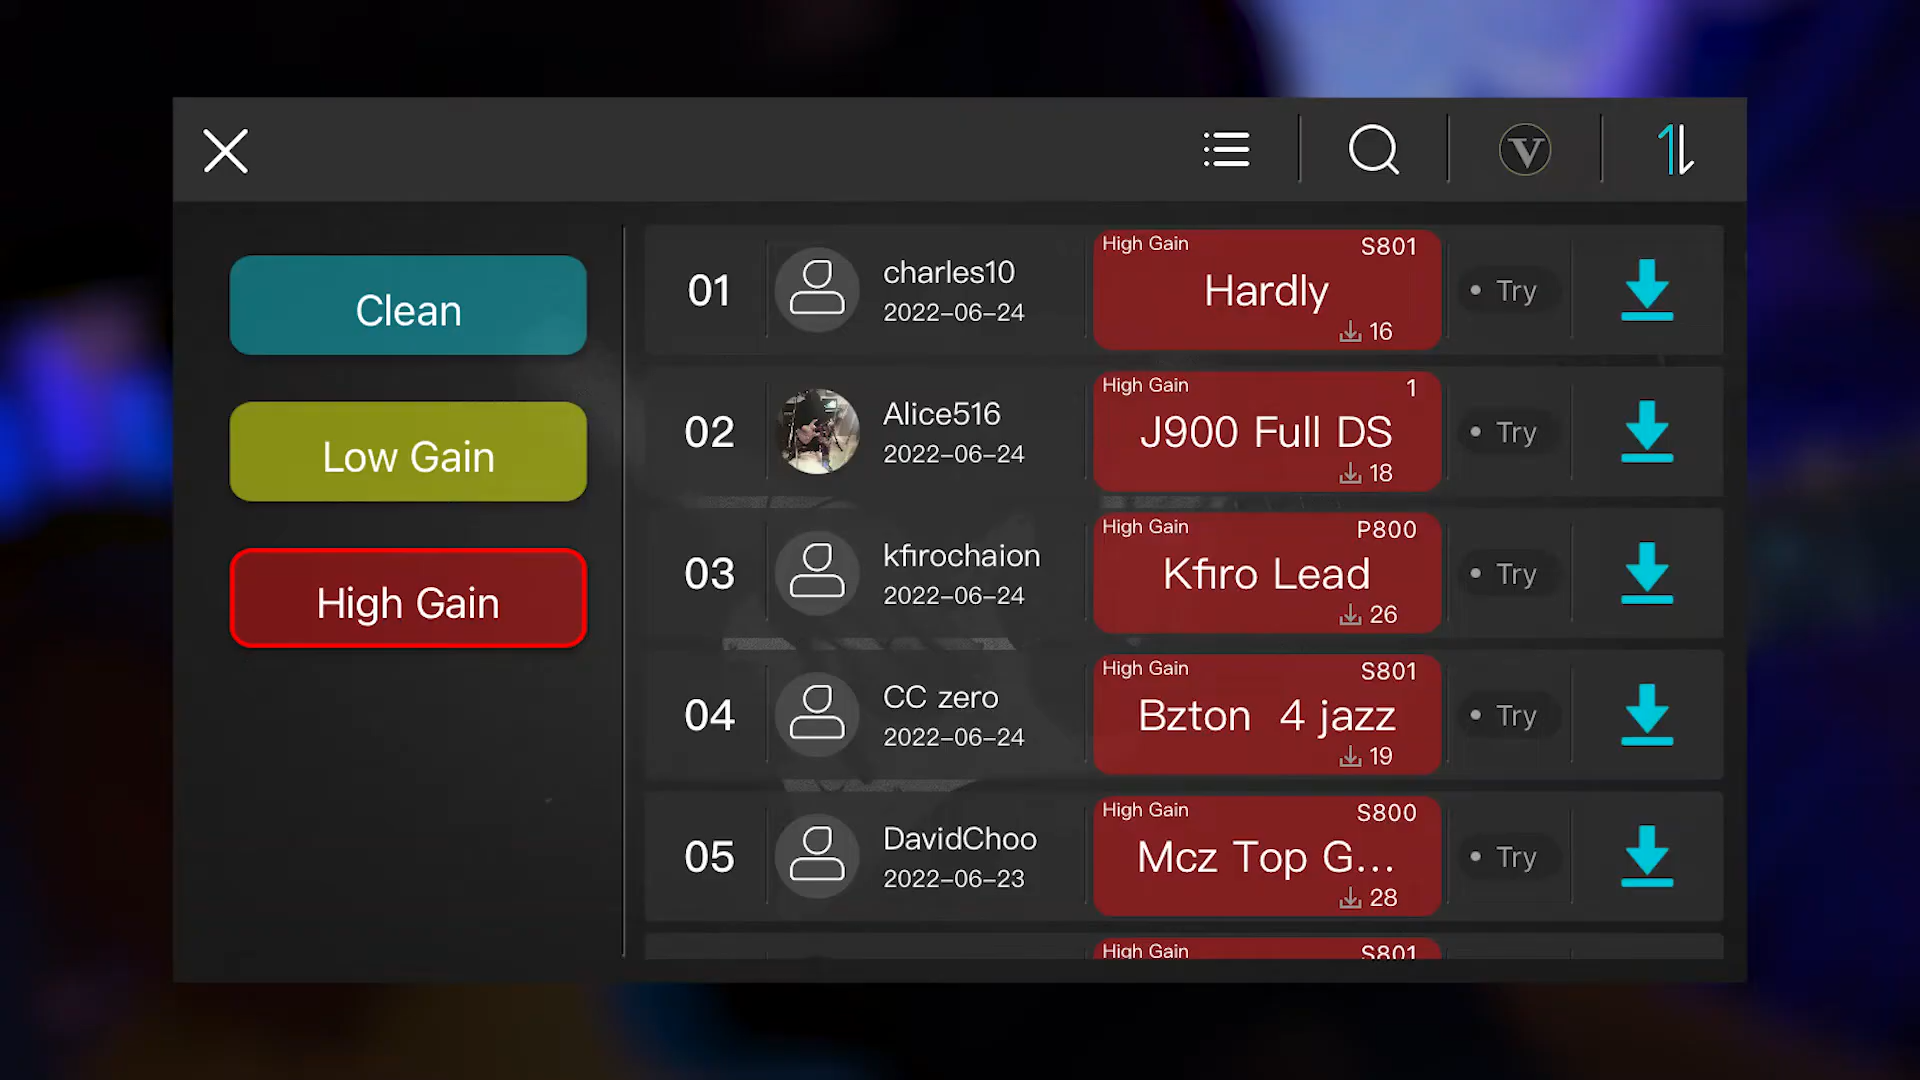 V
Clean
Low Gain
High Gain
01
charles10
2022-06-24
High Gain
S801
Hardly
16
Try
02
Alice516
2022-06-24
High Gain
1
J900 Full DS
18
Try
03
kfirochaion
2022-06-24
High Gain
P800
Kfiro Lead
26
Try
04
CC zero
2022-06-24
High Gain
S801
Bzton 4 jazz
19
Try
05
DavidChoo
2022-06-23
High Gain
S800
Mcz Top G...
28
Try
High Gain
S801